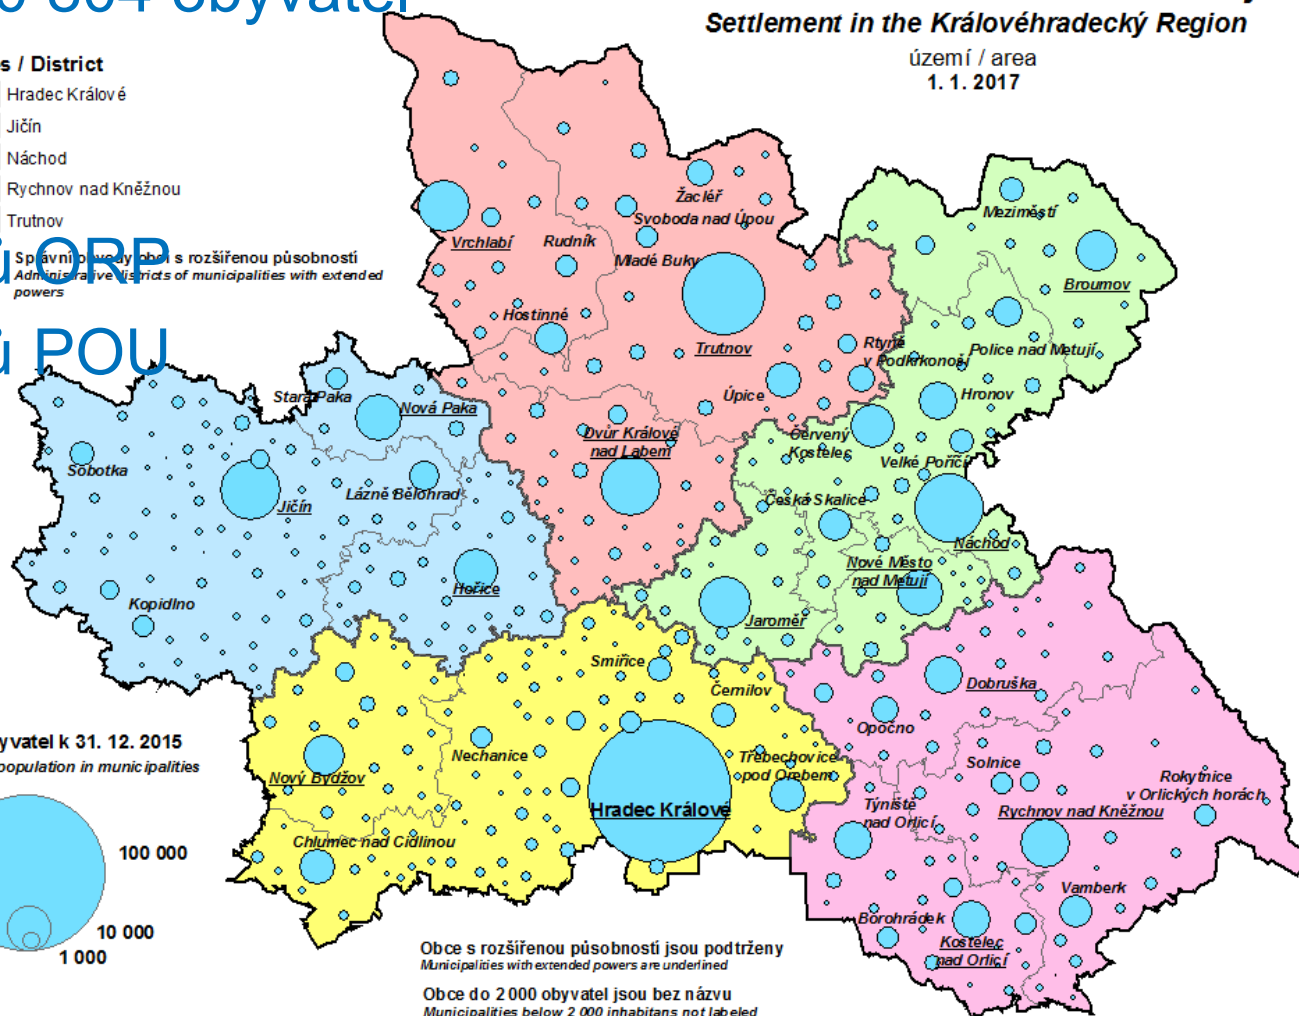 obyvatel
Settlement in the Královéhradecký Region
území / area
1. 1. 2017
/ District
Hradec Králové
Jičín
Náchod
Rychnov nad Kněžnou
Trutnov
ORP
Správní obvody obcí s rozšířenou působností
Administrative districts of municipalities with extended
powers
POU
Žacléř
Svoboda nad Úpou
Vrchlabí
Rudník
Mladé Buky
Hostinné
Trutnov
Rtyně
v Podkrkonoší
Úpice
Meziměstí
Broumov
Police nad Metují
Hronov
Stará Paka
Nová Paka
Dvůr Králové
nad Labem
Červený
Kostelec
Velké Poříčí
Sobotka
Jičín
Lázně Bělohrad
Česká Skalice
Náchod
Nové Město
nad Metují
Hořice
Kopidlno
Jaroměř
Smiřice
Černilov
Dobruška
Opočno
Nechanice
Nový Bydžov
Třebechovice
pod Orebem
Solnice
Rokytnice
v Orlických horách
Hradec Králové
Týniště
nad Orlicí
Rychnov nad Kněžnou
Chlumec nad Cidlinou
Vamberk
Borohrádek
Kostelec
nad Orlicí
k 31. 12. 2015
population in municipalities
100 000
10 000
1 000
Obce s rozšířenou působností jsou podtrženy
Municipalities with extended powers are underlined
Obce do 2 000 obyvatel jsou bez názvu
Municipalities below 2 000 inhabitans not labeled